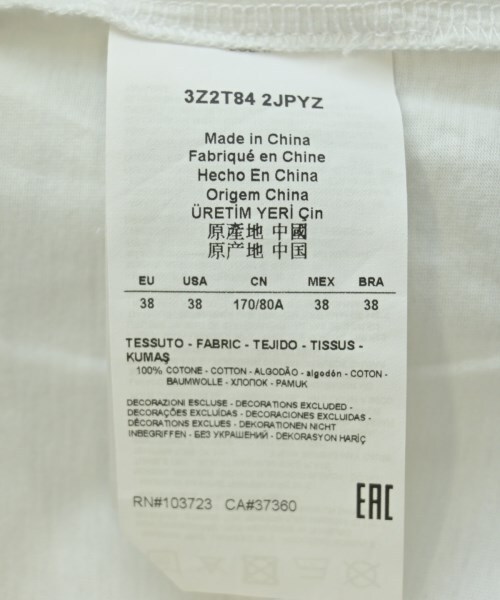 3Z2T84 2JPYZ
Made in China
Fabriqué en Chine
Hecho En China
Origem China
ÜRETİM YERİ Çin
原產地 中國
原产地 中国
EU USA CN MEX BRA
38 38 170/80A 38 38
TESSUTO - FABRIC - TEJIDO - TISSUS -
KUMAŞ
100% COTONE - COTTON - ALGODÃO - algodón - COTON -
BAUMWOLLE - ХЛОПОК - PAMUK
DECORAZIONI ESCLUSE - DECORATIONS EXCLUDED -
DECORAÇÕES EXCLUÍDAS - DECORACIONES EXCLUIDAS -
DÉCORATIONS EXCLUES - DEKORATIONEN NICHT
INBEGRIFFEN - БЕЗ УКРАШЕНИЙ - DEKORASYON HARİÇ
RN#103723 CA#37360
EAC